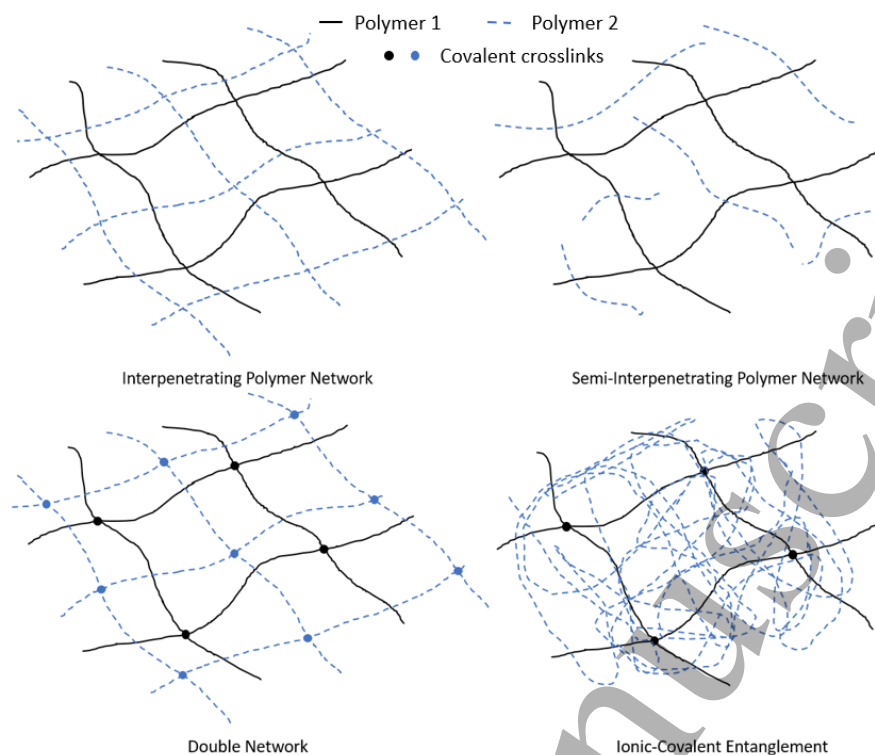 Polymer 1 Polymer 2
Covalent crosslinks
Interpenetrating Polymer Network
Semi-Interpenetrating Polymer Network
Double Network
Ionic-Covalent Entanglement